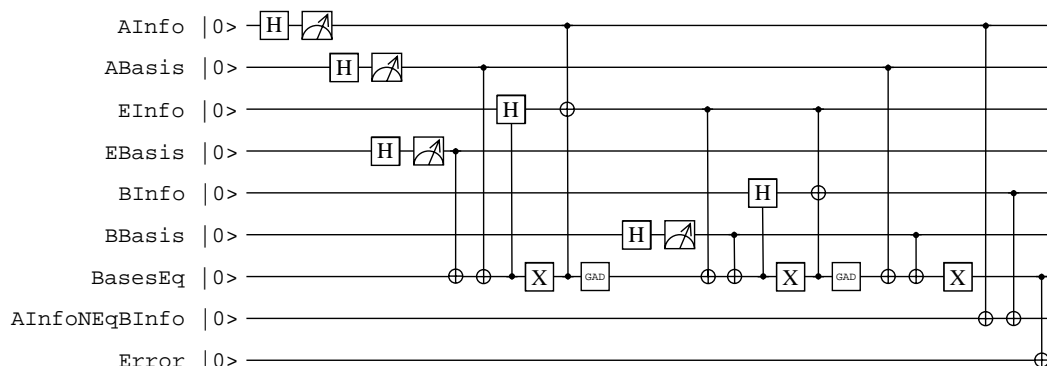 AInfo |0> H
ABasis |0> H
EInfo |0> H
EBasis |0> H
BInfo |0> H
BBasis |0> H
BasesEq |0> X GAD X GAD X
AInfoNEqBInfo |0>
Error |0>